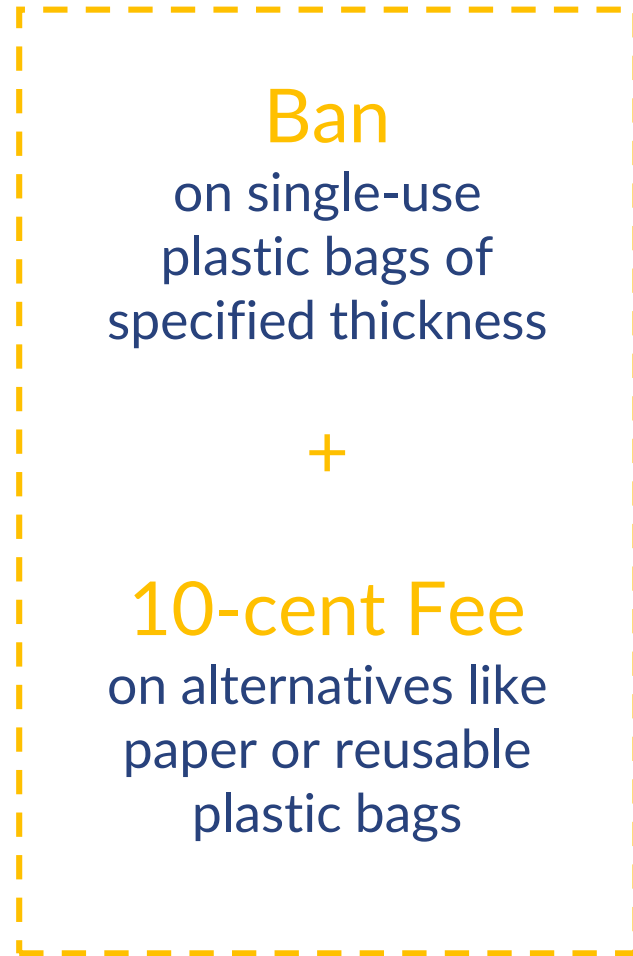 Ban
on single-use
plastic bags of
specified thickness
+
10-cent Fee
on alternatives like
paper or reusable
plastic bags